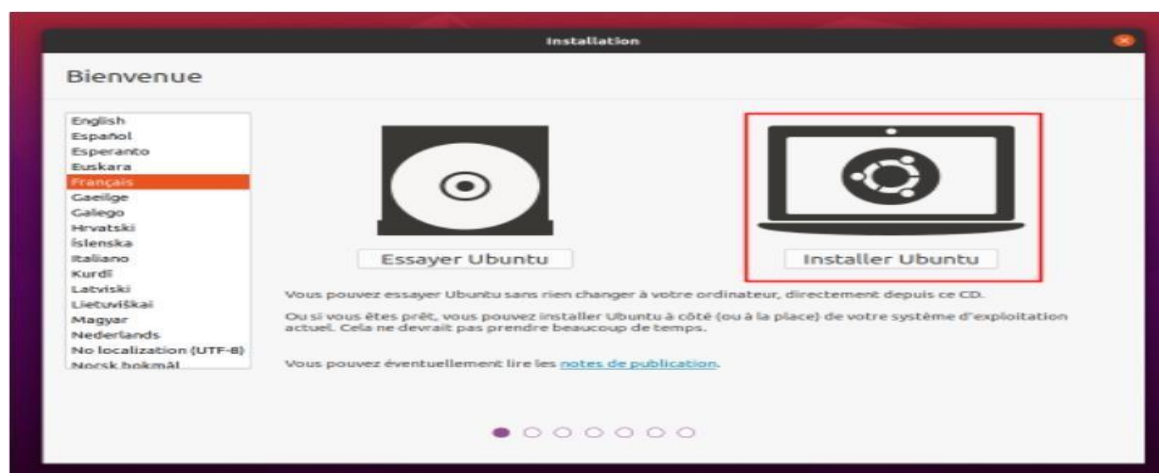 Installation
Bienvenue
English
Español
Esperanto
Euskara
Français
Gaeilge
Galego
Hrvatski
Íslenska
Italiano
Kurdî
Latviski
Lietuviškai
Magyar
Nederlands
No localization (UTF-8)
Norsk bokmål
Essayer Ubuntu
Installer Ubuntu
Vous pouvez essayer Ubuntu sans rien changer à votre ordinateur, directement depuis ce CD.
Ou si vous êtes prêt, vous pouvez installer Ubuntu à côté (ou à la place) de votre système d'exploitation
actuel. Cela ne devrait pas prendre beaucoup de temps.
Vous pouvez éventuellement lire les notes de publication.